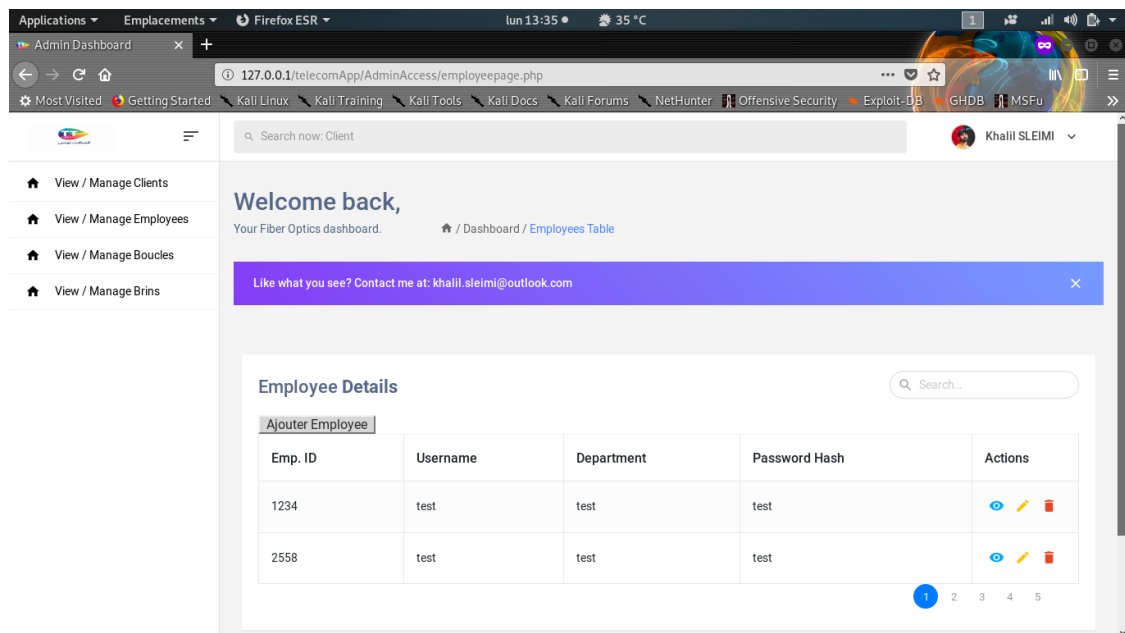 Applications Emplacements Firefox ESR lun 13:35 35 °C 1
Admin Dashboard
127.0.0.1/telecomApp/AdminAccess/employeepage.php
Most Visited Getting Started Kali Linux Kali Training Kali Tools Kali Docs Kali Forums NetHunter Offensive Security Exploit-DB GHDB MSFu
Search now: Client
Khalil SLEIMI
View / Manage Clients
View / Manage Employees
View / Manage Boucles
View / Manage Brins
Welcome back,
Your Fiber Optics dashboard. / Dashboard / Employees Table
Like what you see? Contact me at: khalil.sleimi@outlook.com
Employee Details
Search...
Ajouter Employee
Emp. ID Username Department Password Hash Actions
1234 test test test
2558 test test test
1 2 3 4 5